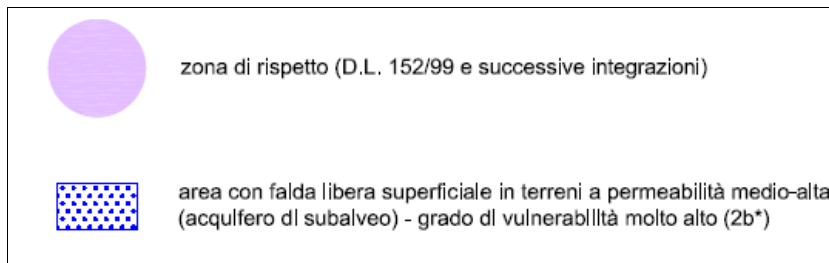 zona di rispetto (D.L. 152/99 e successive integrazioni)
area con falda libera superficiale in terreni a permeabilità medio-alta
(acquifero di subalveo) - grado di vulnerabilità molto alto (2b*)